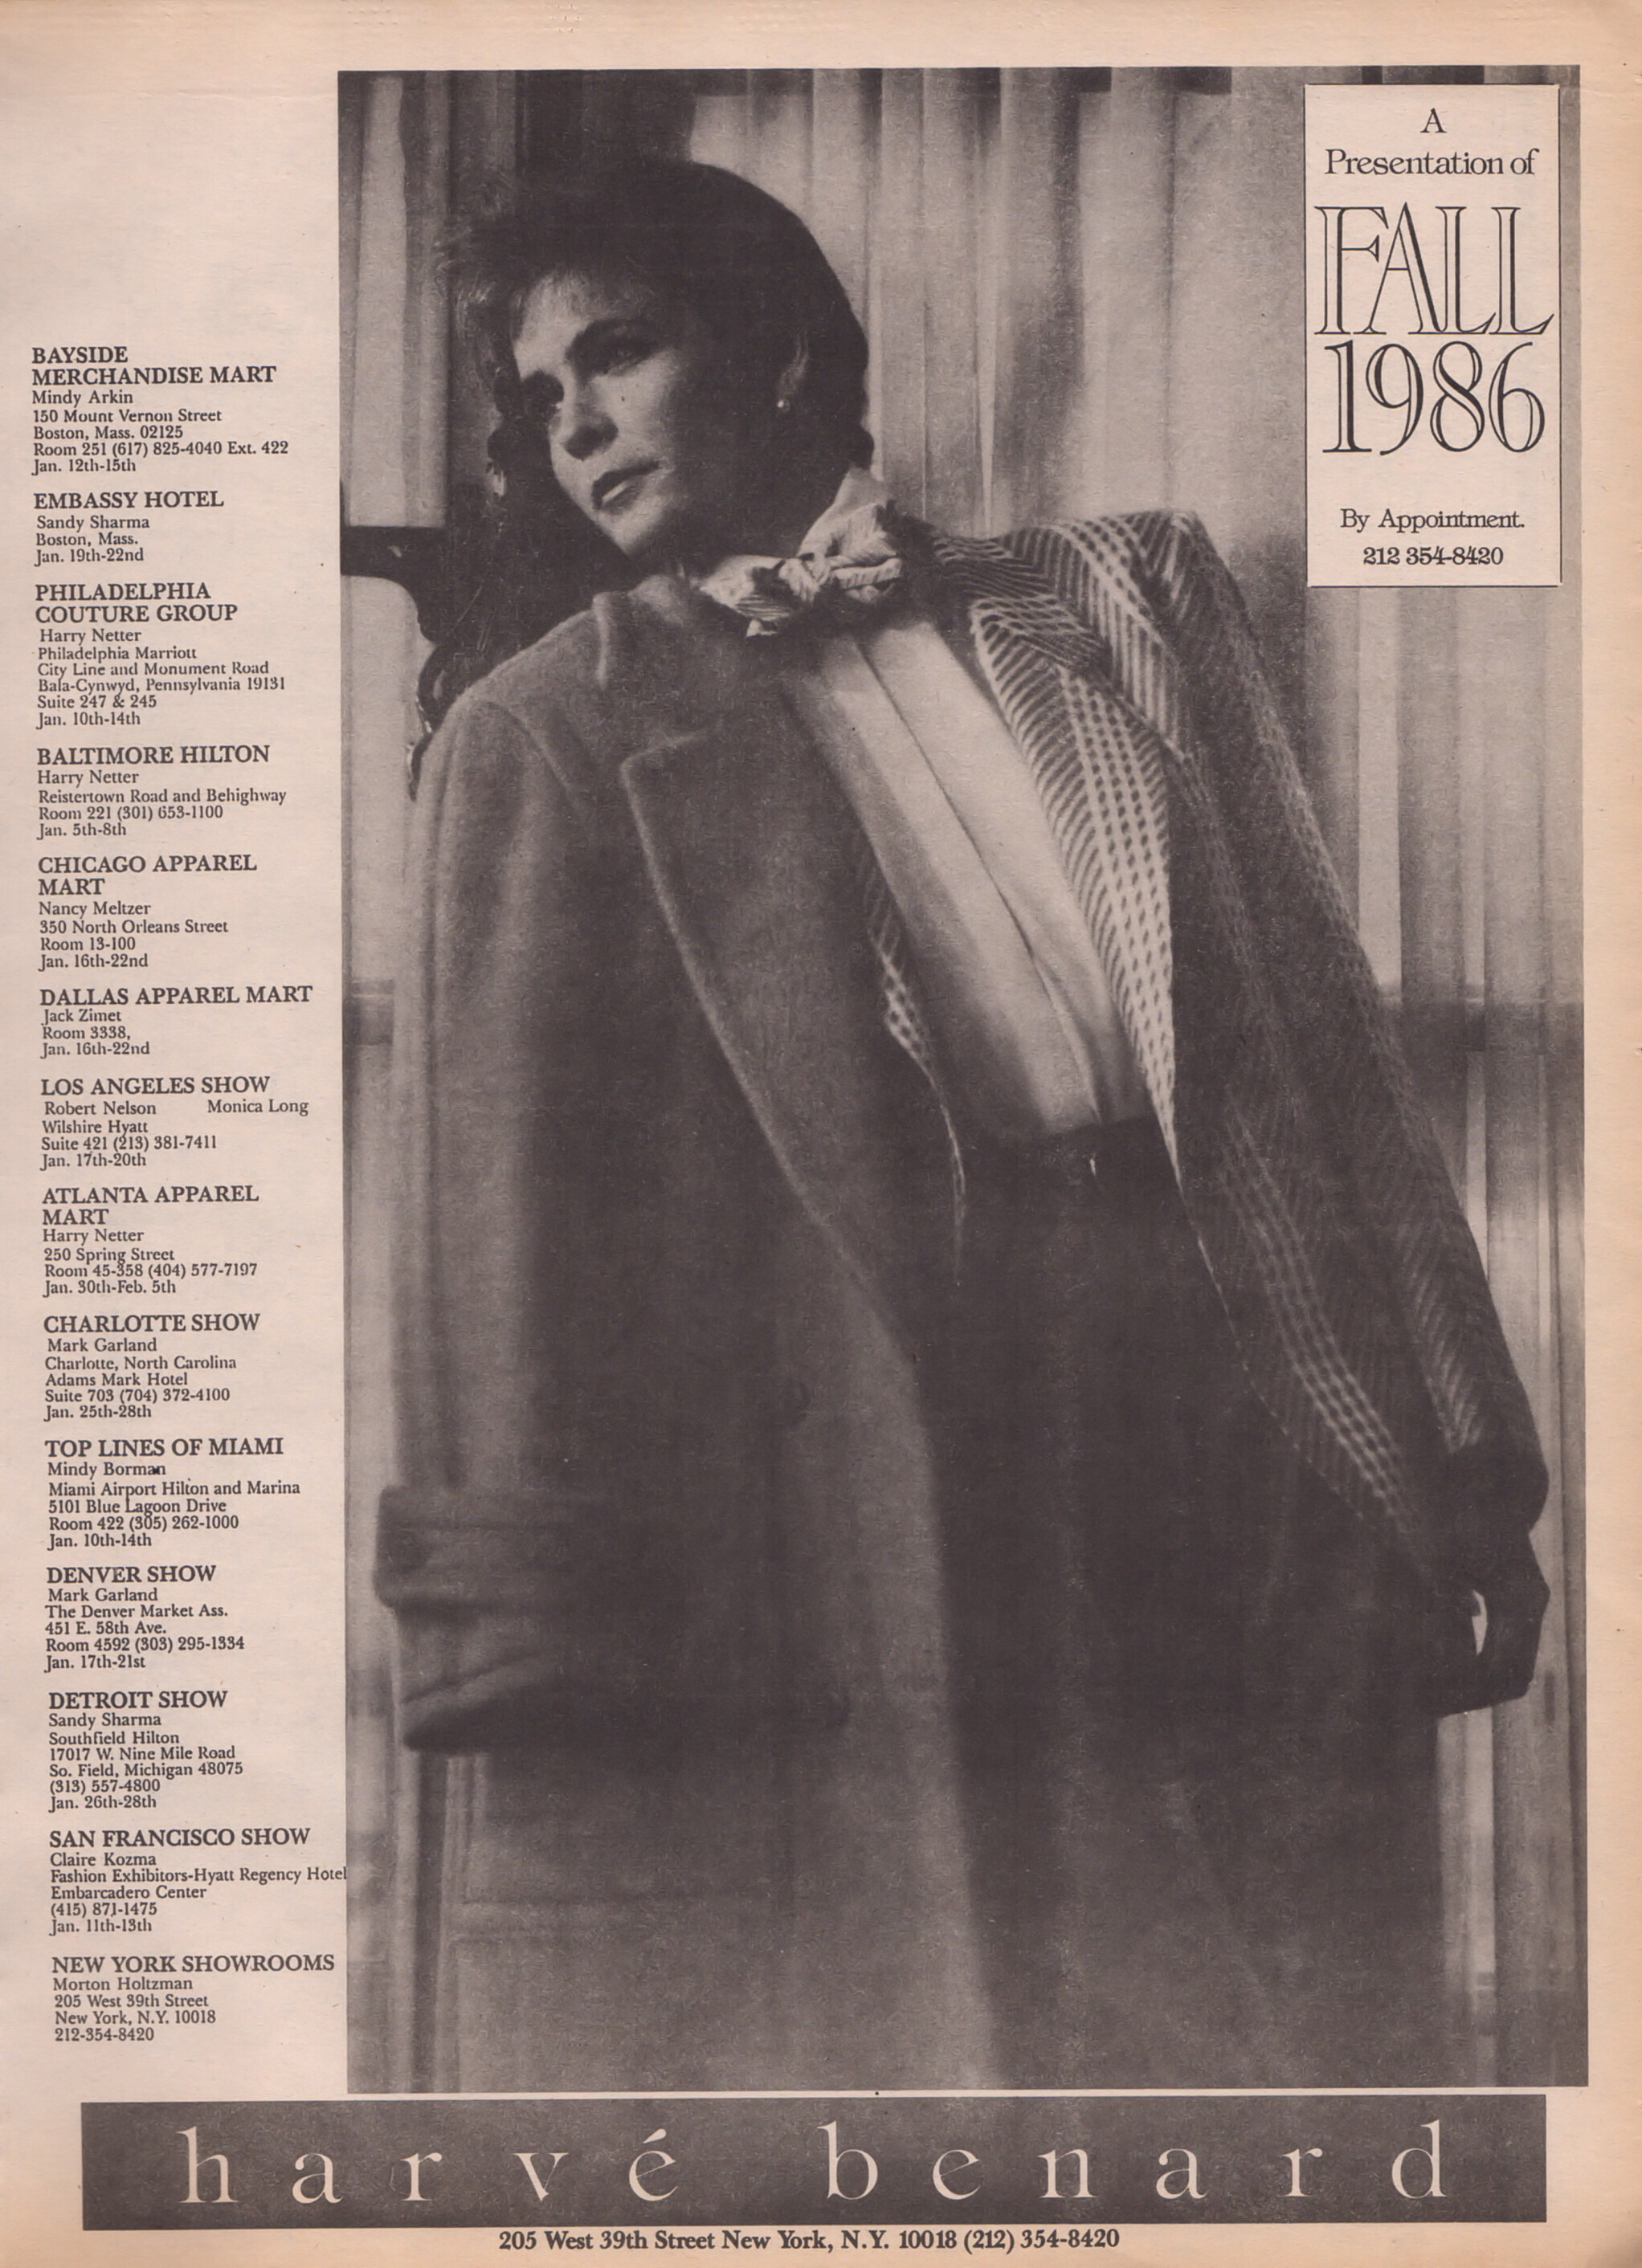 A
Presentation of
FALL
1986
By Appointment.
212 354-8420
BAYSIDE
MERCHANDISE MART
Mindy Arkin
150 Mount Vernon Street
Boston, Mass. 02125
Room 251 (617) 825-4040 Ext. 422
Jan. 12th-15th
EMBASSY HOTEL
Sandy Sharma
Boston, Mass.
Jan. 19th-22nd
PHILADELPHIA
COUTURE GROUP
Harry Netter
Philadelphia Marriott
City Line and Monument Road
Bala-Cynwyd, Pennsylvania 19131
Suite 247 & 245
Jan. 10th-14th
BALTIMORE HILTON
Harry Netter
Reistertown Road and Behighway
Room 221 (301) 653-1100
Jan. 5th-8th
CHICAGO APPAREL
MART
Nancy Meltzer
350 North Orleans Street
Room 13-100
Jan. 16th-22nd
DALLAS APPAREL MART
Jack Zimet
Room 3338,
Jan. 16th-22nd
LOS ANGELES SHOW
Robert Nelson Monica Long
Wilshire Hyatt
Suite 421 (213) 381-7411
Jan. 17th-20th
ATLANTA APPAREL
MART
Harry Netter
250 Spring Street
Room 45-358 (404) 577-7197
Jan. 30th-Feb. 5th
CHARLOTTE SHOW
Mark Garland
Charlotte, North Carolina
Adams Mark Hotel
Suite 703 (704) 372-4100
Jan. 25th-28th
TOP LINES OF MIAMI
Mindy Borman
Miami Airport Hilton and Marina
5101 Blue Lagoon Drive
Room 422 (305) 262-1000
Jan. 10th-14th
DENVER SHOW
Mark Garland
The Denver Market Ass.
451 E. 58th Ave.
Room 4592 (303) 295-1334
Jan. 17th-21st
DETROIT SHOW
Sandy Sharma
Southfield Hilton
17017 W. Nine Mile Road
So. Field, Michigan 48075
(313) 557-4800
Jan. 26th-28th
SAN FRANCISCO SHOW
Claire Kozma
Fashion Exhibitors-Hyatt Regency Hotel
Embarcadero Center
(415) 871-1475
Jan. 11th-13th
NEW YORK SHOWROOMS
Morton Holtzman
205 West 39th Street
New York, N.Y. 10018
212-354-8420
harvé benard
205 West 39th Street New York, N.Y. 10018 (212) 354-8420